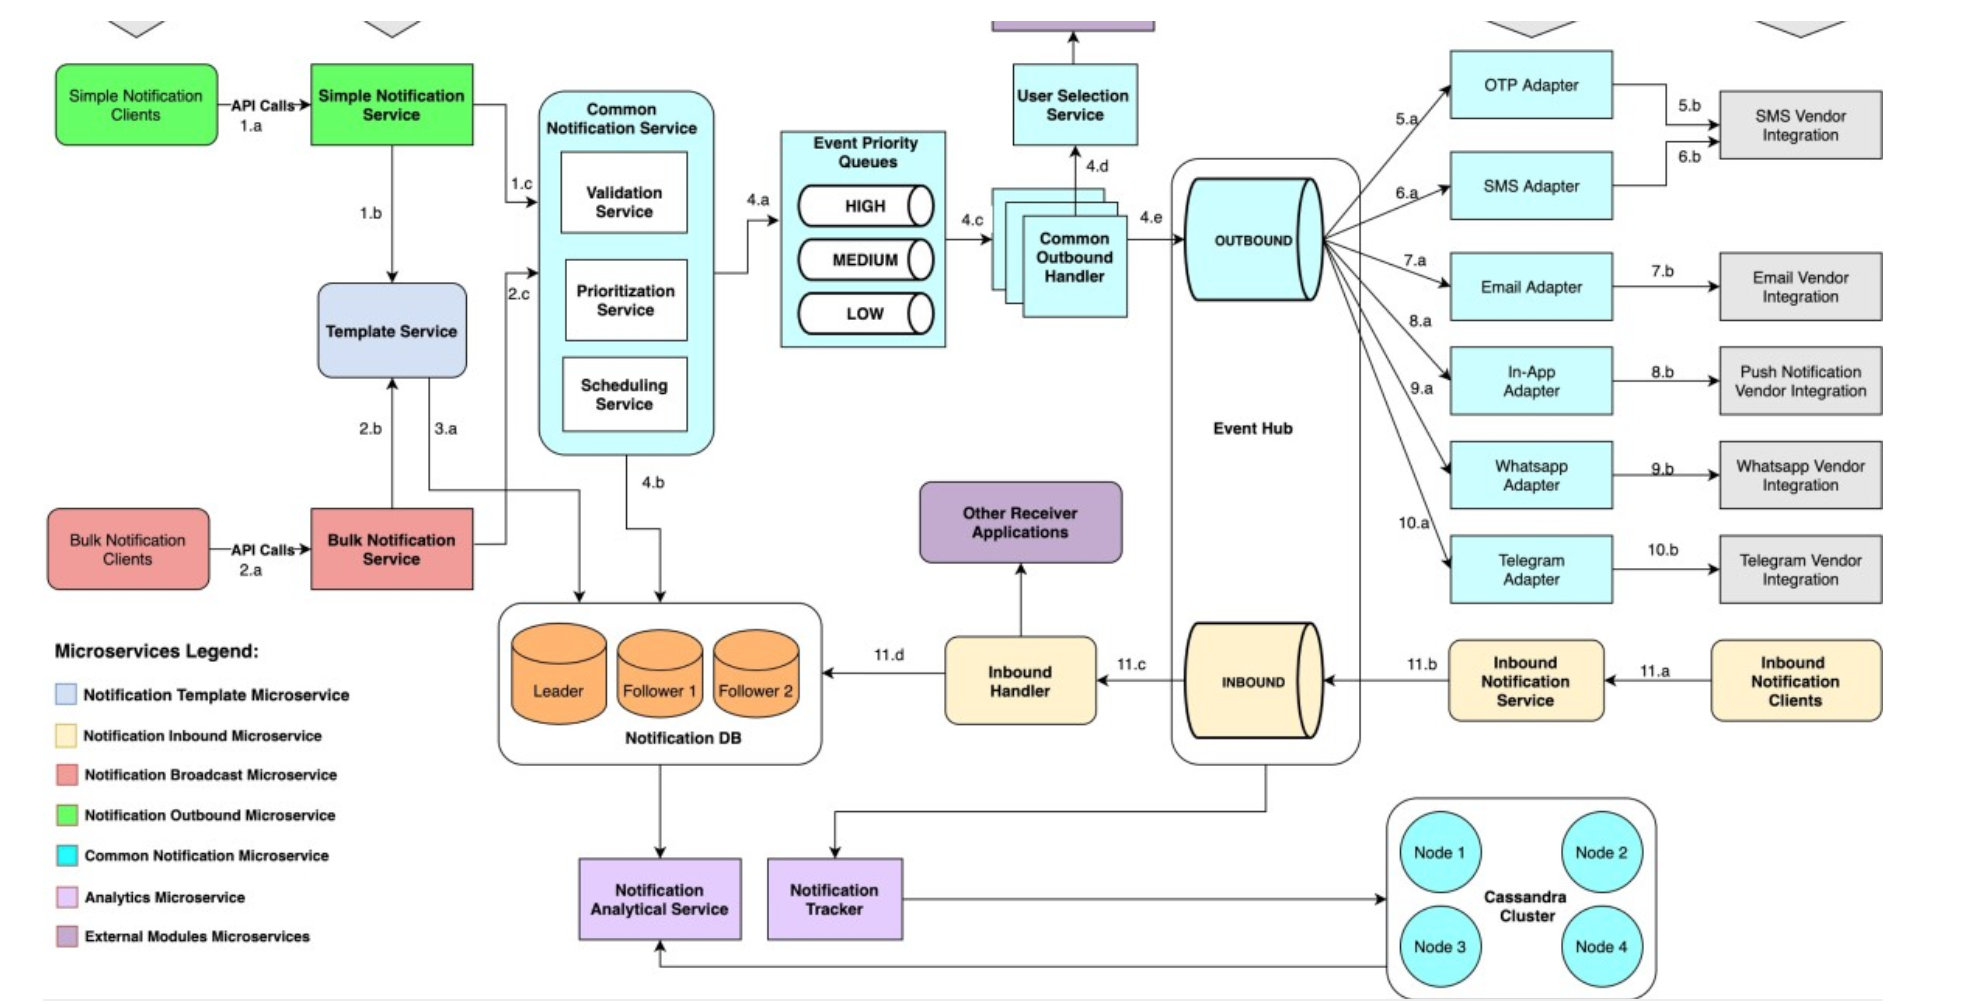 Simple Notification
Clients
API Calls
1.a
Simple Notification
Service
1.b
1.c
Template Service
2.b
3.a
2.c
Bulk Notification
Clients
API Calls
2.a
Bulk Notification
Service
Common
Notification Service
Validation
Service
Prioritization
Service
Scheduling
Service
4.a
4.b
Event Priority
Queues
HIGH
MEDIUM
LOW
4.c
User Selection
Service
4.d
Common
Outbound
Handler
4.e
OUTBOUND
Event Hub
INBOUND
5.a
6.a
7.a
8.a
9.a
10.a
OTP Adapter
SMS Adapter
Email Adapter
In-App
Adapter
Whatsapp
Adapter
Telegram
Adapter
5.b
6.b
7.b
8.b
9.b
10.b
SMS Vendor
Integration
Email Vendor
Integration
Push Notification
Vendor Integration
Whatsapp Vendor
Integration
Telegram Vendor
Integration
Other Receiver
Applications
Inbound
Notification
Clients
11.a
Inbound
Notification
Service
11.b
11.c
Inbound
Handler
11.d
Leader
Follower 1
Follower 2
Notification DB
Notification
Analytical Service
Notification
Tracker
Node 1
Node 2
Cassandra
Cluster
Node 3
Node 4
Microservices Legend:
Notification Template Microservice
Notification Inbound Microservice
Notification Broadcast Microservice
Notification Outbound Microservice
Common Notification Microservice
Analytics Microservice
External Modules Microservices